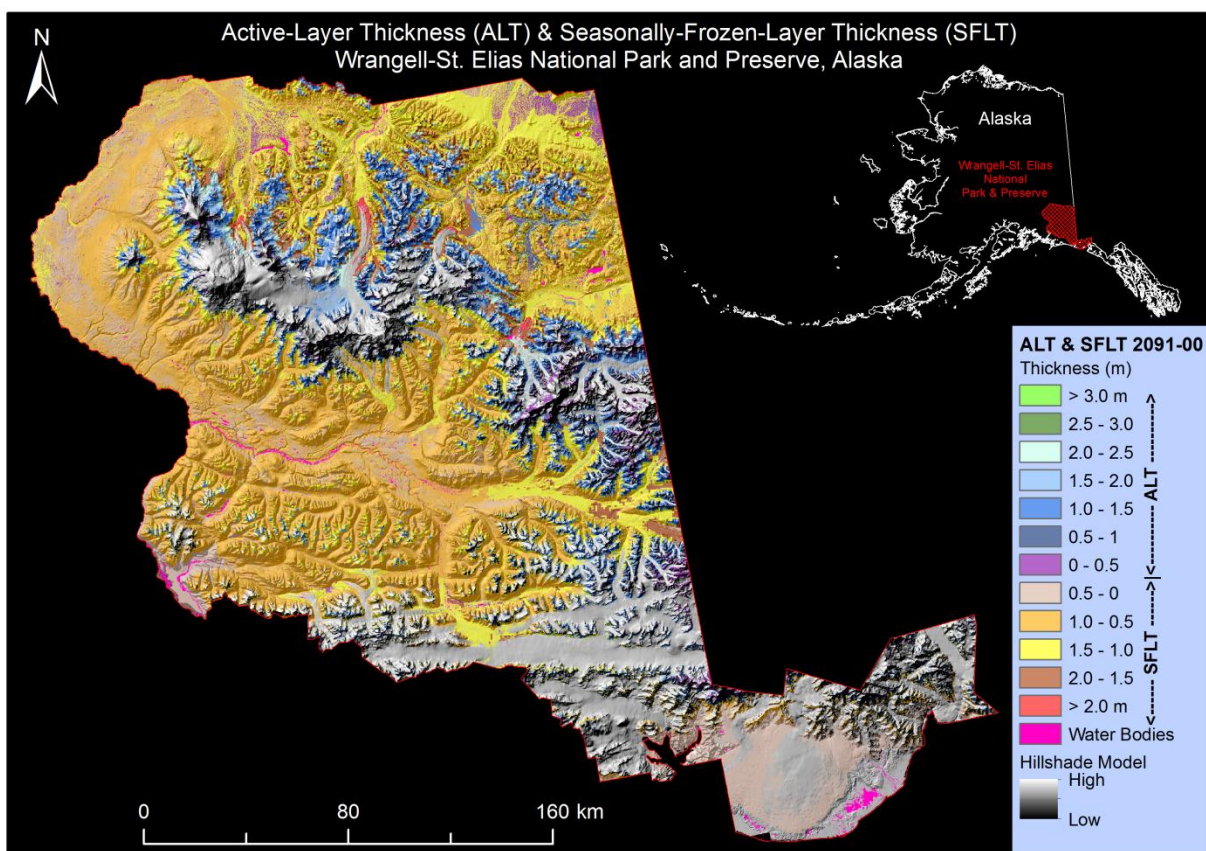 Active-Layer Thickness (ALT) & Seasonally-Frozen-Layer Thickness (SFLT)
Wrangell-St. Elias National Park and Preserve, Alaska
N
Alaska
Wrangell-St. Elias
National
Park & Preserve
ALT & SFLT 2091-00
Thickness (m)
> 3.0 m
2.5 - 3.0
2.0 - 2.5
1.5 - 2.0
1.0 - 1.5
0.5 - 1
0 - 0.5
ALT
0.5 - 0
1.0 - 0.5
1.5 - 1.0
2.0 - 1.5
> 2.0 m
SFLT
Water Bodies
Hillshade Model
High
Low
0 80 160 km